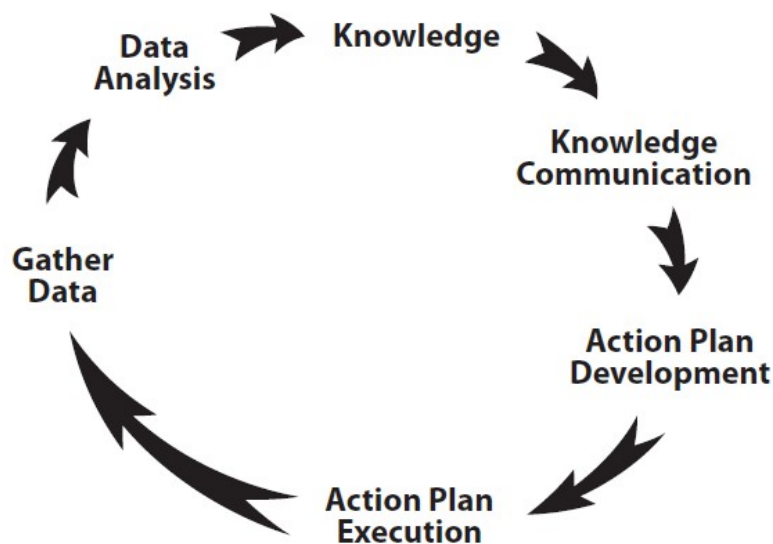 Data
Analysis
Knowledge
Knowledge
Communication
Action Plan
Development
Action Plan
Execution
Gather
Data